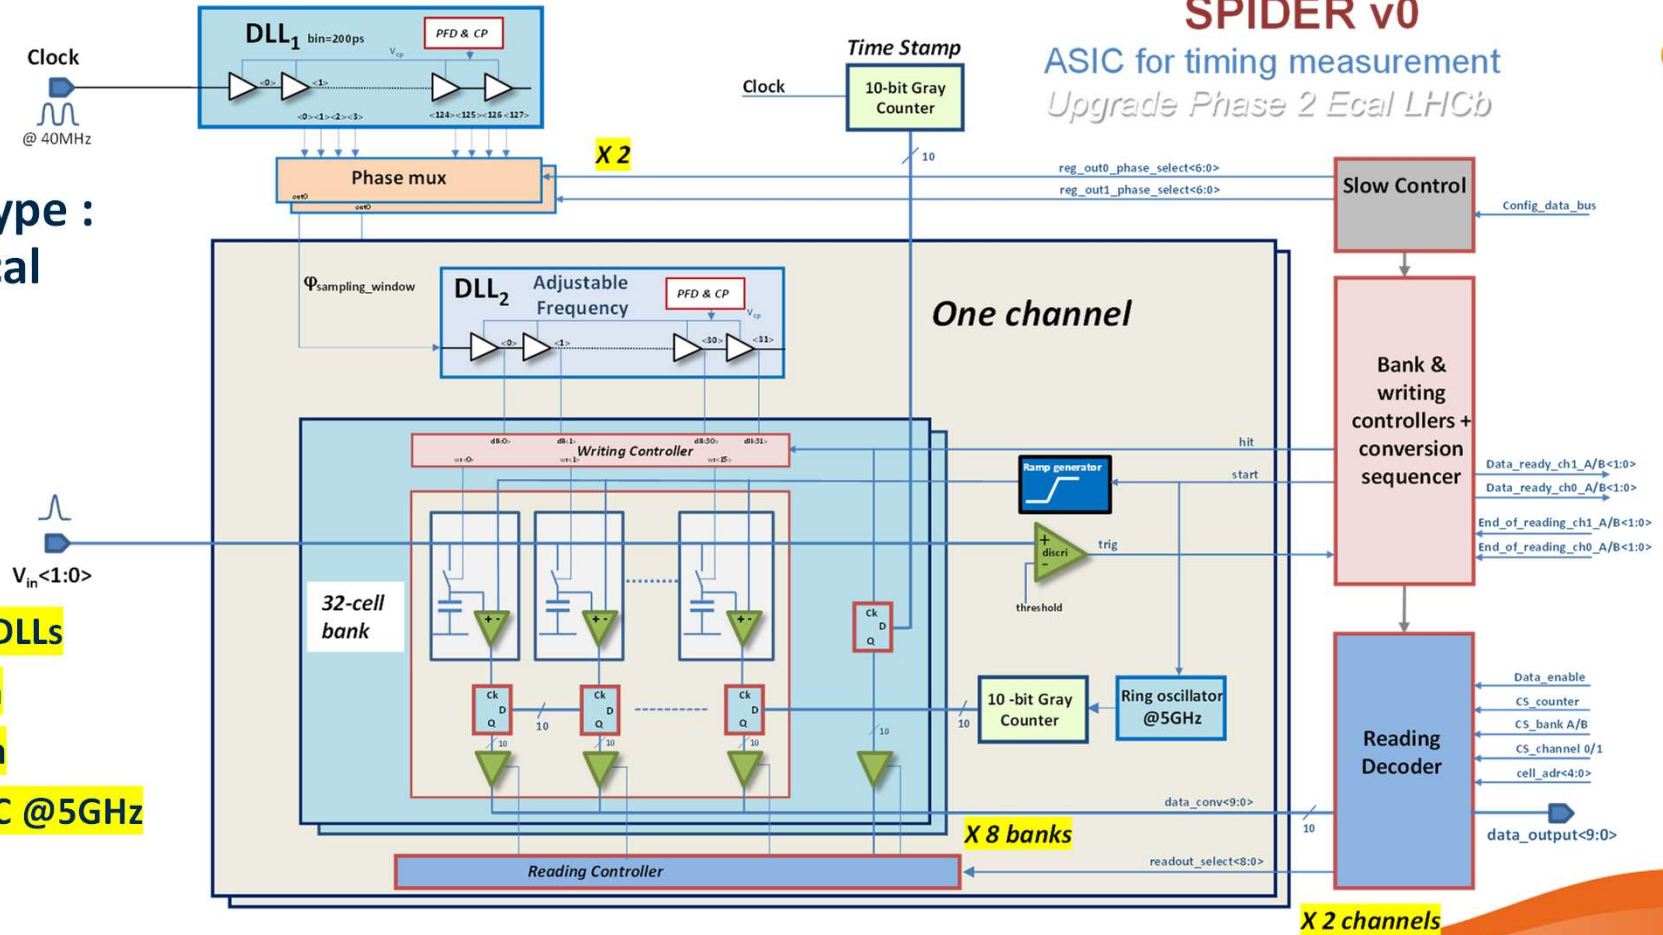 SPIDER v0
ASIC for timing measurement
Upgrade Phase 2 Ecal LHCb
Clock
@ 40MHz
DLL1 bin=200ps
PFD & CP
Vcp
<0>
<1>
<0> <1> <2> <3>
<124> <125> <126 <127>
Phase mux
out0
out0
X 2
Time Stamp
Clock
10-bit Gray
Counter
10
reg_out0_phase_select<6:0>
reg_out1_phase_select<6:0>
Slow Control
Config_data_bus
ype :
cal
φsampling_window
DLL2
Adjustable
Frequency
PFD & CP
Vcp
<0>
<1>
<30>
<31>
One channel
Bank &
writing
controllers +
conversion
sequencer
Writing Controller
hit
start
Ramp generator
Data_ready_ch1_A/B<1:0>
Data_ready_ch0_A/B<1:0>
End_of_reading_ch1_A/B<1:0>
End_of_reading_ch0_A/B<1:0>
Vin<1:0>
+
discri
-
trig
threshold
32-cell
bank
+ -
+ -
+ -
Ck
D
Q
Ck
D
Q
Ck
D
Q
Ck
D
Q
10
10
10
10
10
10
10 -bit Gray
Counter
Ring oscillator
@5GHz
DLLs
C @5GHz
Reading
Decoder
Data_enable
CS_counter
CS_bank A/B
CS_channel 0/1
cell_adr<4:0>
data_conv<9:0>
10
data_output<9:0>
X 8 banks
Reading Controller
readout_select<8:0>
X 2 channels